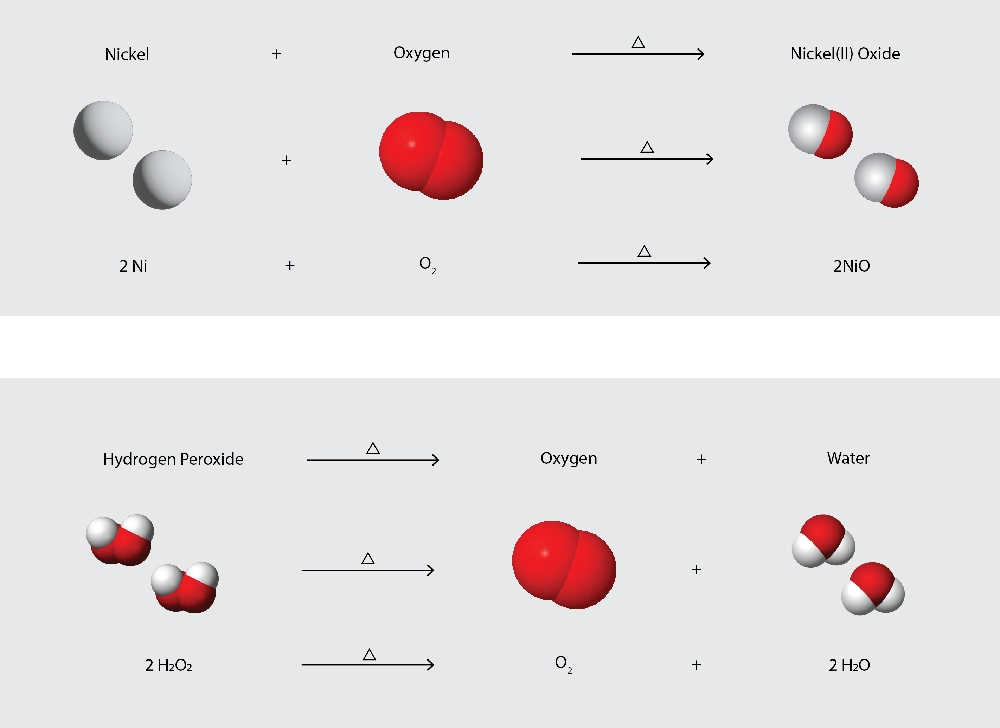 Nickel + Oxygen △ Nickel(II) Oxide
+ △
2 Ni + O₂ △ 2NiO
Hydrogen Peroxide △ Oxygen + Water
△ +
2 H₂O₂ △ O₂ + 2 H₂O